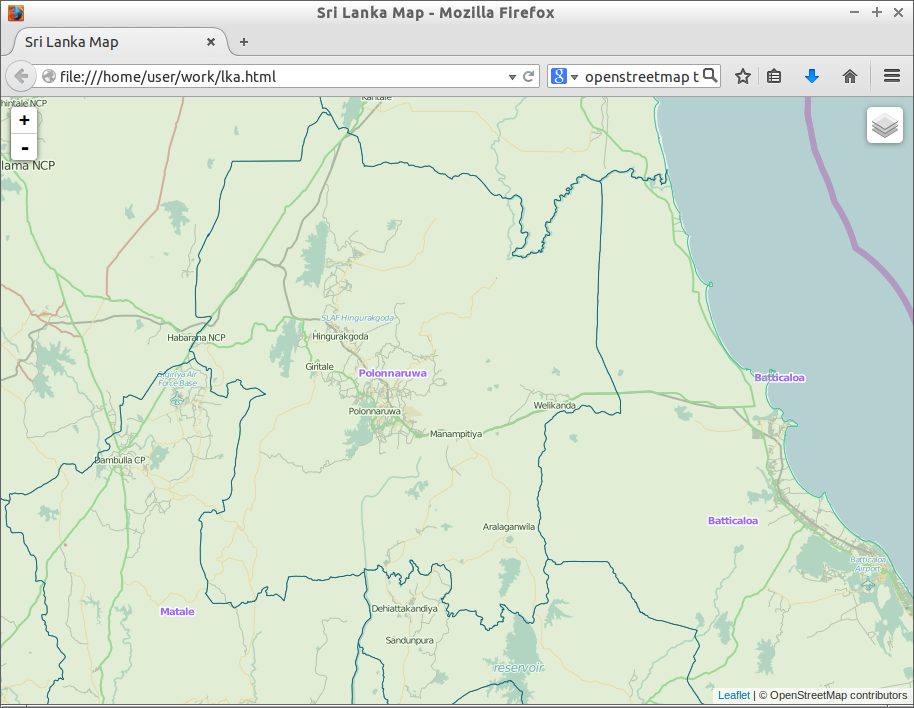 Sri Lanka Map - Mozilla Firefox
Sri Lanka Map
file:///home/user/work/lka.html
openstreetmap t
Kantale
hintale NCP
+
-
lama NCP
SLAF Hingurakgoda
Hingurakgoda
Habarana NCP
Giritale
Polonnaruwa
Sigiriya Air
Force Base
Batticaloa
Polonnaruwa
Welikanda
Manampitiya
Dambulla CP
Batticaloa
Aralaganwila
Batticaloa
Airport
Matale
Dehiattakandiya
Sandunpura
reservoir
Leaflet | © OpenStreetMap contributors